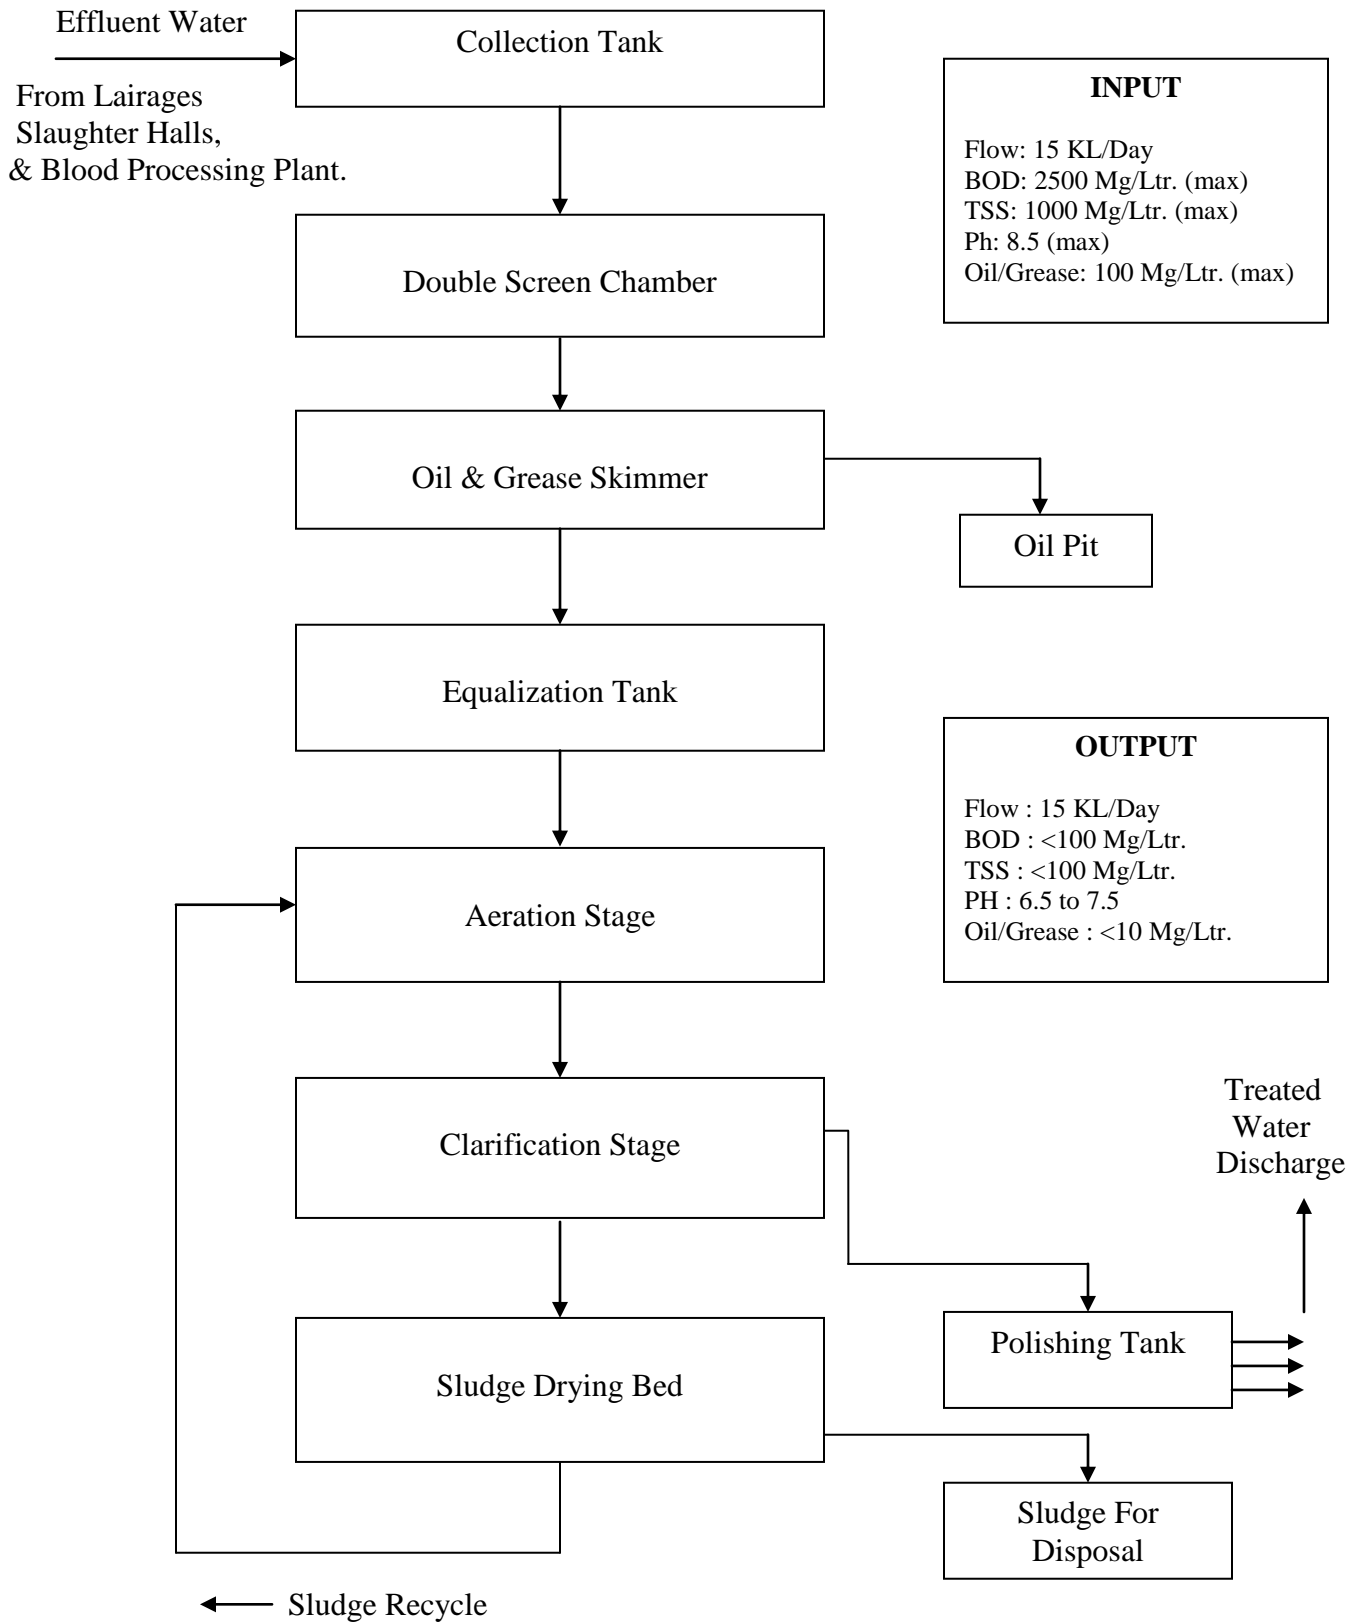 Effluent Water
From Lairages
Slaughter Halls,
& Blood Processing Plant.
Collection Tank
INPUT
Flow: 15 KL/Day
BOD: 2500 Mg/Ltr. (max)
TSS: 1000 Mg/Ltr. (max)
Ph: 8.5 (max)
Oil/Grease: 100 Mg/Ltr. (max)
Double Screen Chamber
Oil & Grease Skimmer
Oil Pit
Equalization Tank
OUTPUT
Flow : 15 KL/Day
BOD : <100 Mg/Ltr.
TSS : <100 Mg/Ltr.
PH : 6.5 to 7.5
Oil/Grease : <10 Mg/Ltr.
Aeration Stage
Clarification Stage
Treated
Water
Discharge
Polishing Tank
Sludge Drying Bed
Sludge For
Disposal
Sludge Recycle